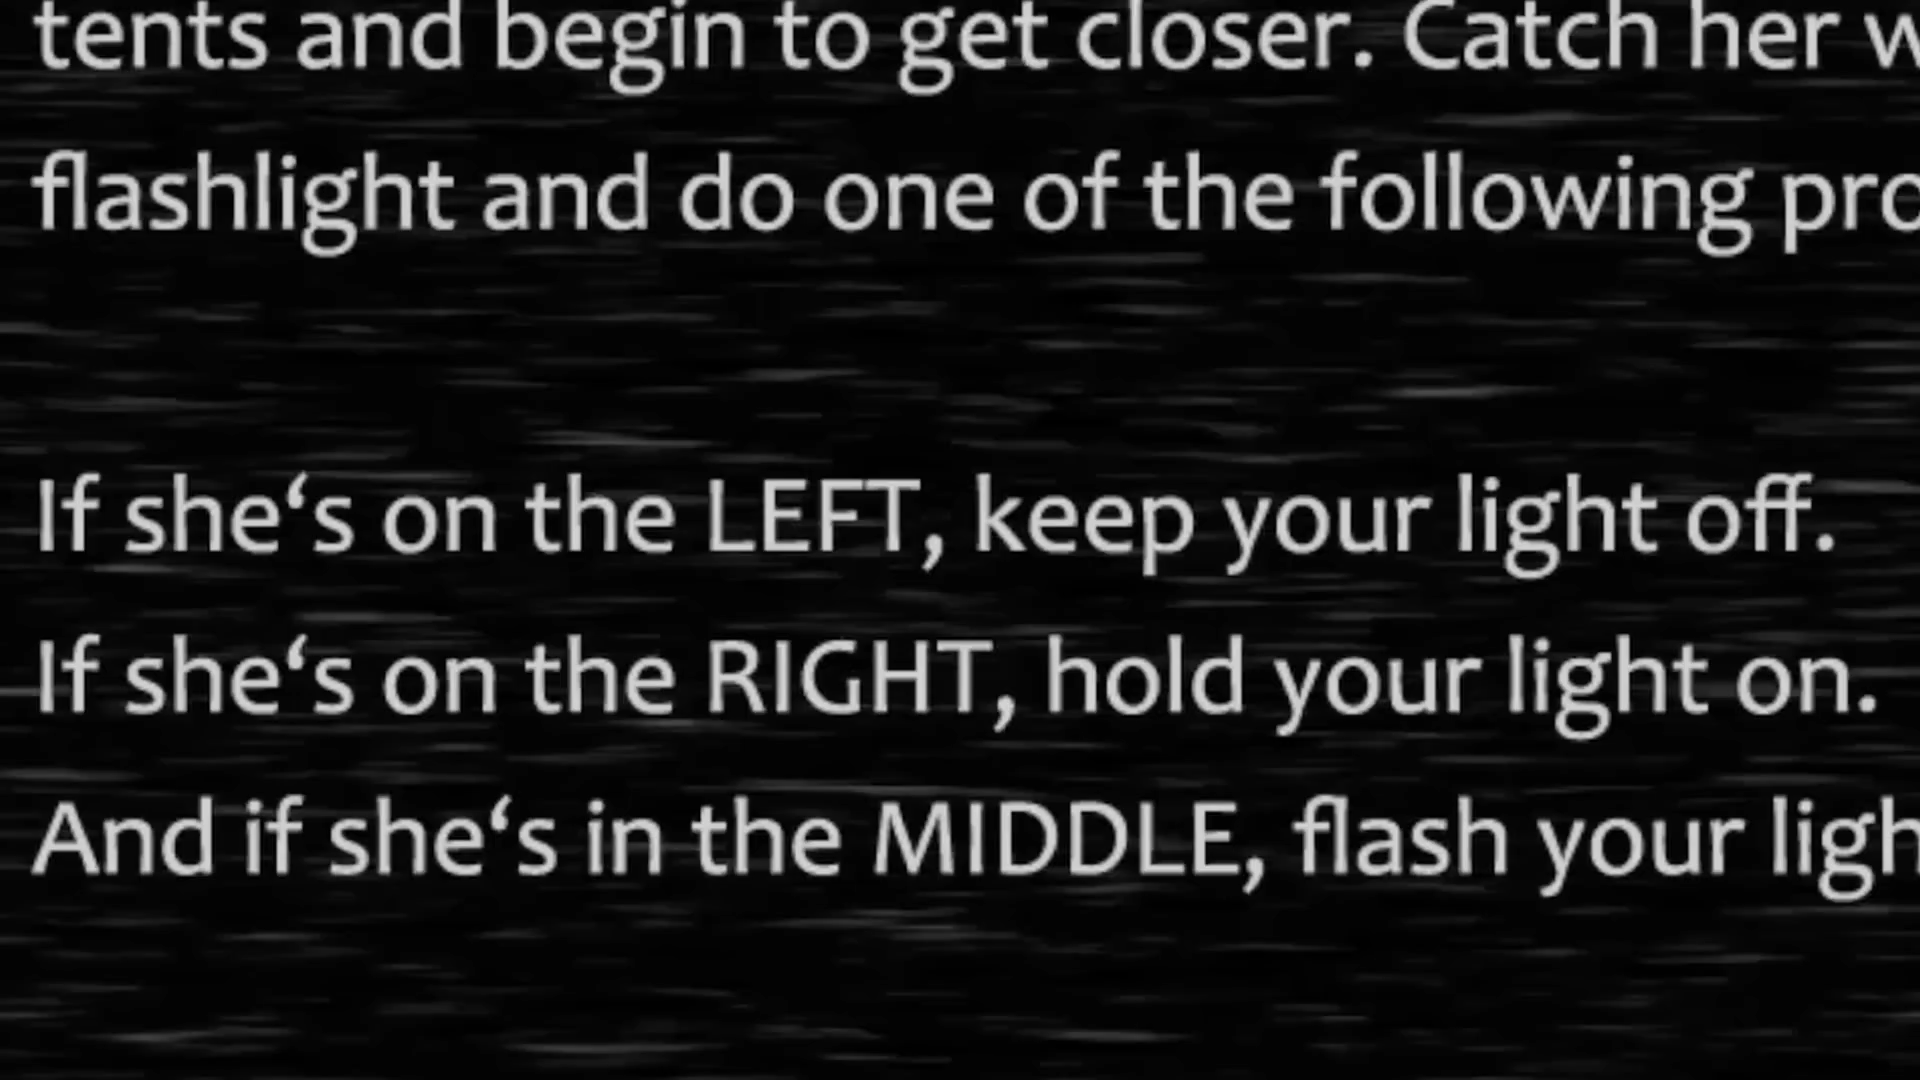 tents and begin to get closer. Catch her
flashlight and do one of the following
If she‘s on the LEFT, keep your light off.
If she‘s on the RIGHT, hold your light on.
And if she‘s in the MIDDLE, flash your